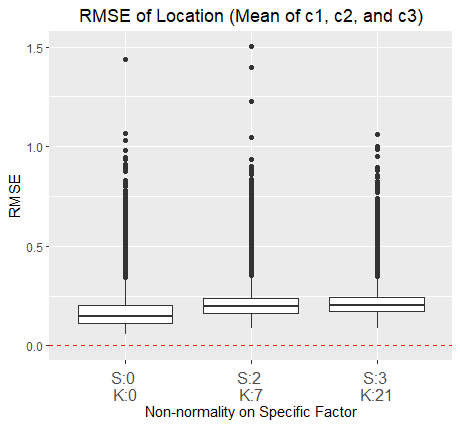 RMSE of Location (Mean of c1, c2, and c3)
1.5
1.0
0.5
0.0
RMSE
S:0 S:2 S:3
K:0 K:7 K:21
Non-normality on Specific Factor